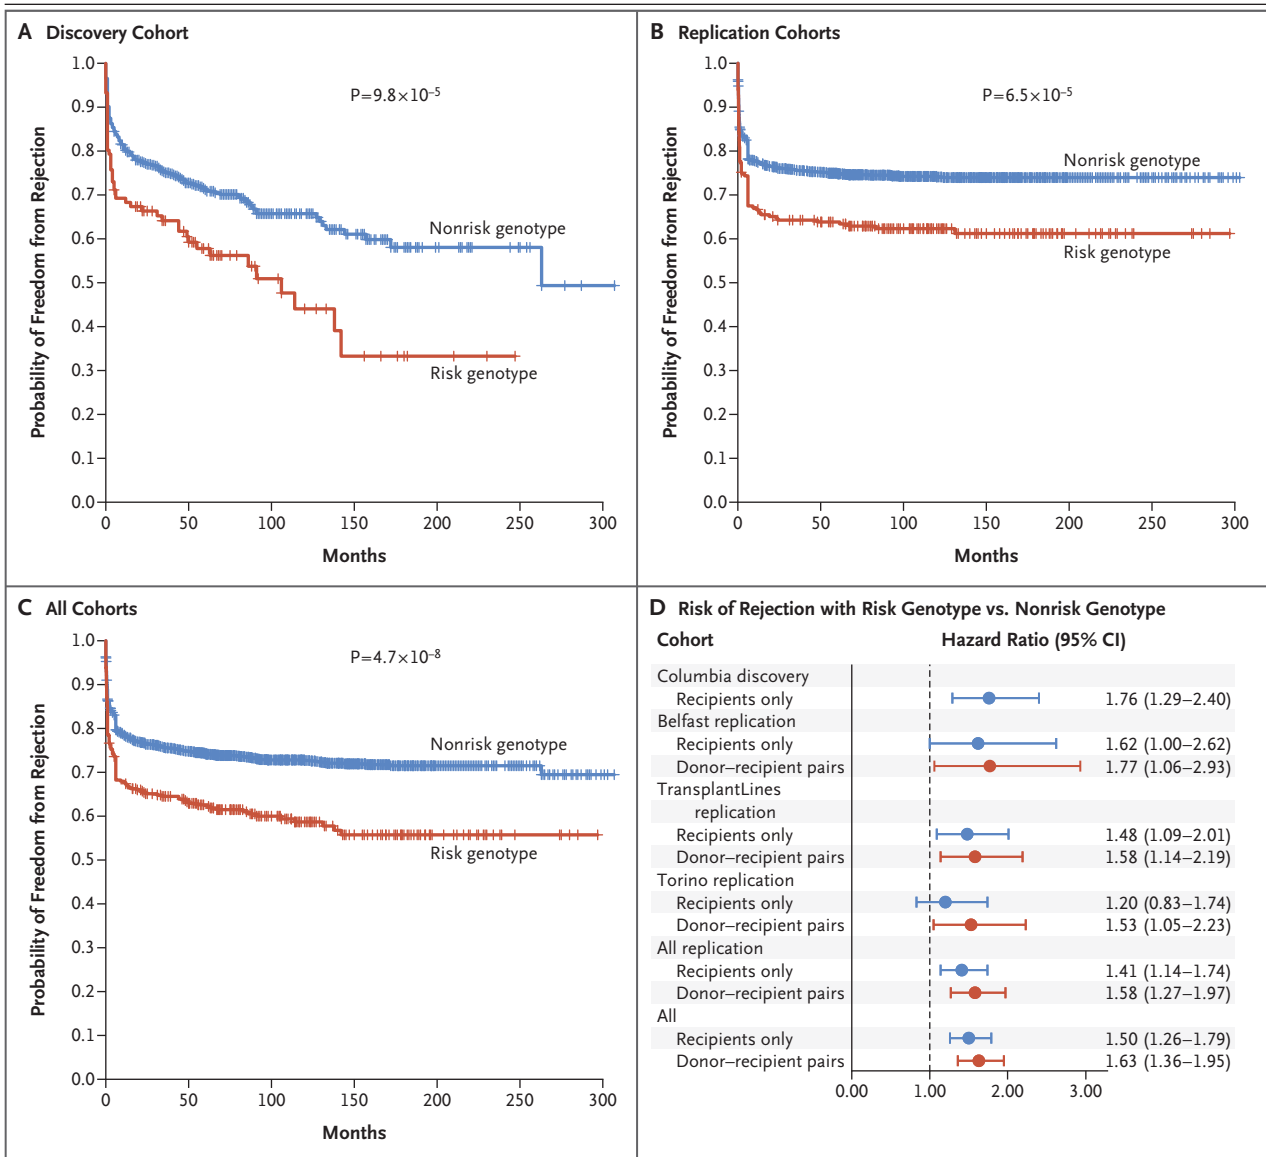 A Discovery Cohort
P=9.8×10–5
Nonrisk genotype
Risk genotype
Probability of Freedom from Rejection
1.0
0.9
0.8
0.7
0.6
0.5
0.4
0.3
0.2
0.1
0.0
0 50 100 150 200 250 300
Months
B Replication Cohorts
P=6.5×10–5
Nonrisk genotype
Risk genotype
Probability of Freedom from Rejection
1.0
0.9
0.8
0.7
0.6
0.5
0.4
0.3
0.2
0.1
0.0
0 50 100 150 200 250 300
Months
C All Cohorts
P=4.7×10–8
Nonrisk genotype
Risk genotype
Probability of Freedom from Rejection
1.0
0.9
0.8
0.7
0.6
0.5
0.4
0.3
0.2
0.1
0.0
0 50 100 150 200 250 300
Months
D Risk of Rejection with Risk Genotype vs. Nonrisk Genotype
Cohort Hazard Ratio (95% CI)
Columbia discovery
Recipients only 1.76 (1.29–2.40)
Belfast replication
Recipients only 1.62 (1.00–2.62)
Donor–recipient pairs 1.77 (1.06–2.93)
TransplantLines
replication
Recipients only 1.48 (1.09–2.01)
Donor–recipient pairs 1.58 (1.14–2.19)
Torino replication
Recipients only 1.20 (0.83–1.74)
Donor–recipient pairs 1.53 (1.05–2.23)
All replication
Recipients only 1.41 (1.14–1.74)
Donor–recipient pairs 1.58 (1.27–1.97)
All
Recipients only 1.50 (1.26–1.79)
Donor–recipient pairs 1.63 (1.36–1.95)
0.00 1.00 2.00 3.00